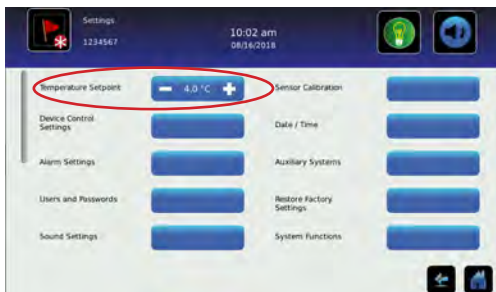 Settings
1234567
10:02 am
08/16/2018
Temperature Setpoint
4.0 °C
Sensor Calibration
Device Control
Settings
Date / Time
Alarm Settings
Auxiliary Systems
Users and Passwords
Restore Factory
Settings
Sound Settings
System Functions